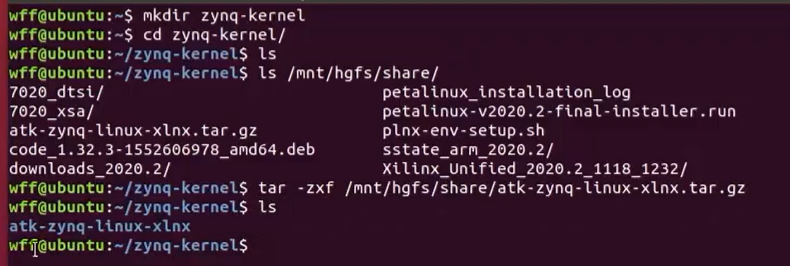 wff@ubuntu:~$ mkdir zynq-kernel
wff@ubuntu:~$ cd zynq-kernel/
wff@ubuntu:~/zynq-kernel$ ls
wff@ubuntu:~/zynq-kernel$ ls /mnt/hgfs/share/
7020_dtsi/ petalinux_installation_log
7020_xsa/ petalinux-v2020.2-final-installer.run
atk-zynq-linux-xlnx.tar.gz plnx-env-setup.sh
code_1.32.3-1552606978_amd64.deb sstate_arm_2020.2/
downloads_2020.2/ Xilinx_Unified_2020.2_1118_1232/
wff@ubuntu:~/zynq-kernel$ tar -zxf /mnt/hgfs/share/atk-zynq-linux-xlnx.tar.gz
wff@ubuntu:~/zynq-kernel$ ls
atk-zynq-linux-xlnx
wff@ubuntu:~/zynq-kernel$